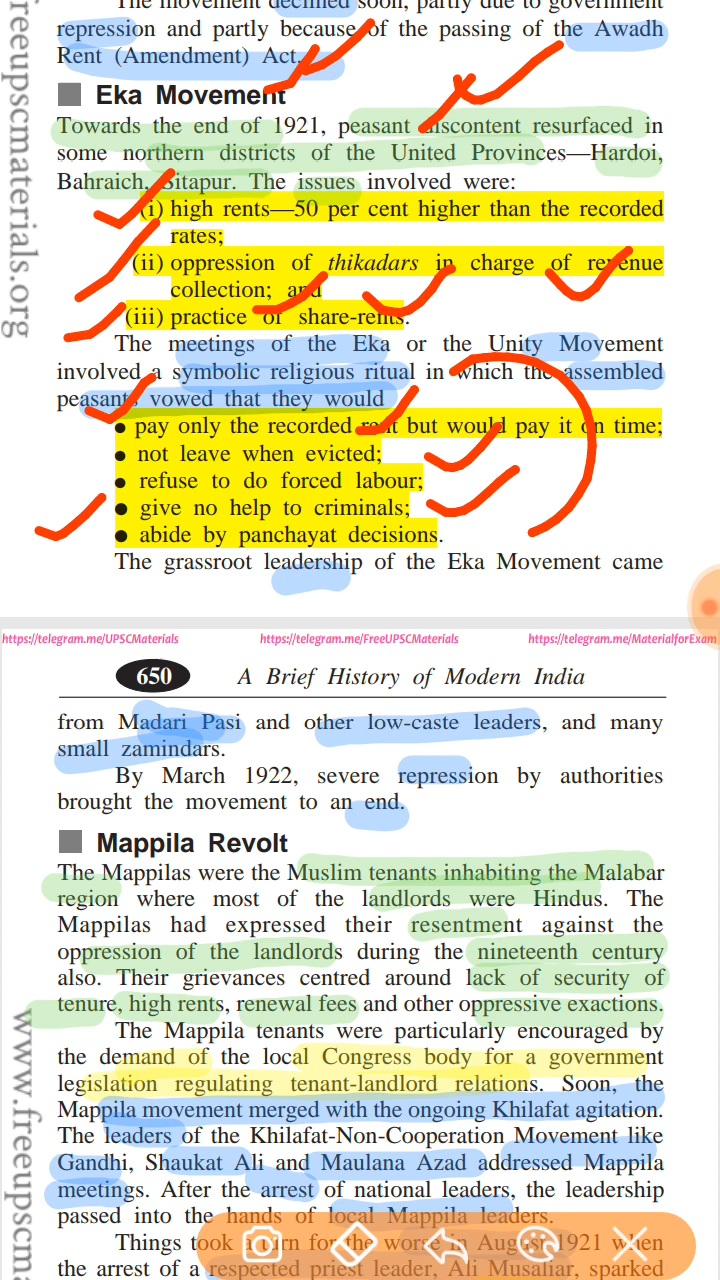 The movement declined soon, partly due to government
repression and partly because of the passing of the Awadh
Rent (Amendment) Act.
Eka Movement
Towards the end of 1921, peasant discontent resurfaced in
some northern districts of the United Provinces—Hardoi,
Bahraich, Sitapur. The issues involved were:
(i) high rents—50 per cent higher than the recorded
rates;
(ii) oppression of thikadars in charge of revenue
collection; and
(iii) practice of share-rents.
The meetings of the Eka or the Unity Movement
involved a symbolic religious ritual in which the assembled
peasants vowed that they would
● pay only the recorded rent but would pay it on time;
● not leave when evicted;
● refuse to do forced labour;
● give no help to criminals;
● abide by panchayat decisions.
The grassroot leadership of the Eka Movement came
https://telegram.me/UPSCMaterials https://telegram.me/FreeUPSCMaterials https://telegram.me/MaterialforExam
650 A Brief History of Modern India
from Madari Pasi and other low-caste leaders, and many
small zamindars.
By March 1922, severe repression by authorities
brought the movement to an end.
Mappila Revolt
The Mappilas were the Muslim tenants inhabiting the Malabar
region where most of the landlords were Hindus. The
Mappilas had expressed their resentment against the
oppression of the landlords during the nineteenth century
also. Their grievances centred around lack of security of
tenure, high rents, renewal fees and other oppressive exactions.
The Mappila tenants were particularly encouraged by
the demand of the local Congress body for a government
legislation regulating tenant-landlord relations. Soon, the
Mappila movement merged with the ongoing Khilafat agitation.
The leaders of the Khilafat-Non-Cooperation Movement like
Gandhi, Shaukat Ali and Maulana Azad addressed Mappila
meetings. After the arrest of national leaders, the leadership
passed into the hands of local Mappila leaders.
Things took a turn for the worse in August 1921 when
the arrest of a respected priest leader, Ali Musaliar, sparked
freeupscmaterials.org
www.freeupscma